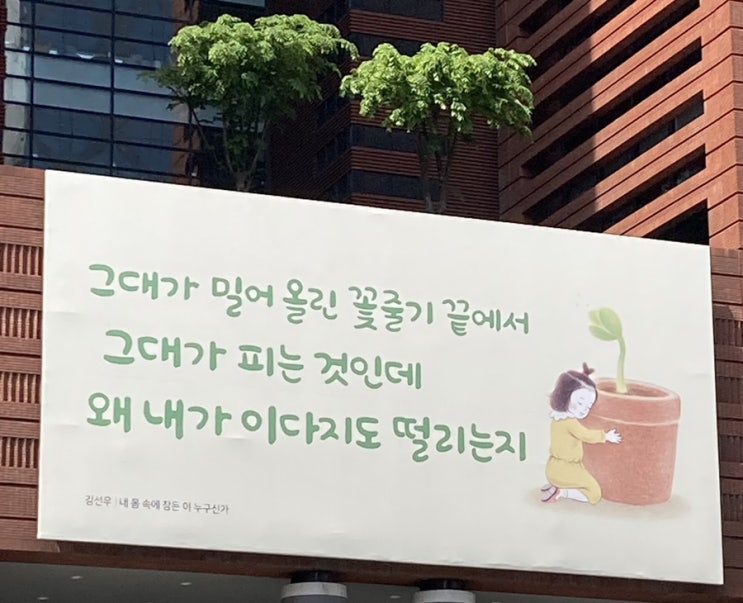 그대가 밀어 올린 꽃줄기 끝에서
그대가 피는 것인데
왜 내가 이다지도 떨리는지
김선우 | 내 몸 속에 잠든 이 누구신가